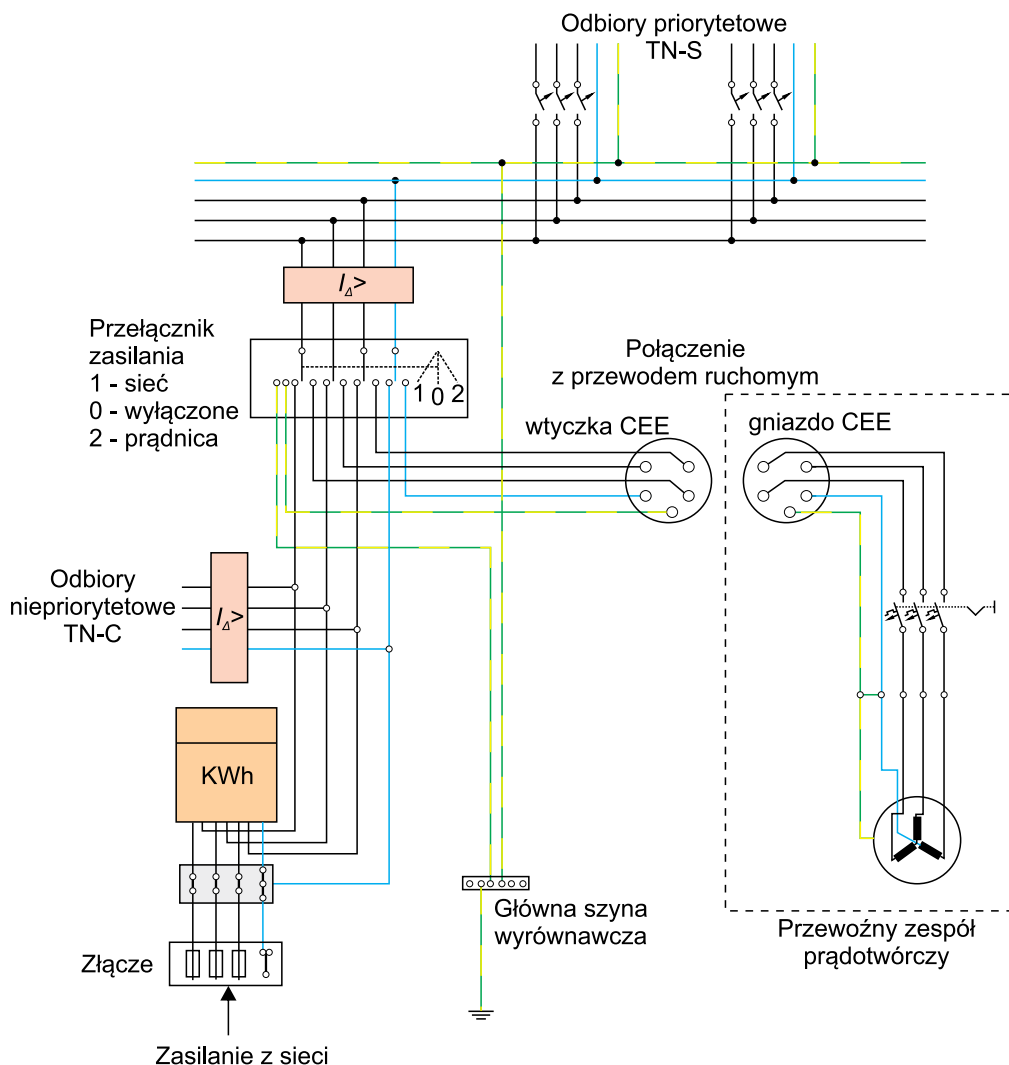 Odbiory priorytetowe
TN-S
I∆>
Przełącznik
zasilania
1 - sieć
0 - wyłączone
2 - prądnica
1 0 2
Połączenie
z przewodem ruchomym
wtyczka CEE
gniazdo CEE
Odbiory
niepriorytetowe
TN-C
I∆>
KWh
Złącze
Zasilanie z sieci
Główna szyna
wyrównawcza
Przewoźny zespół
prądotwórczy